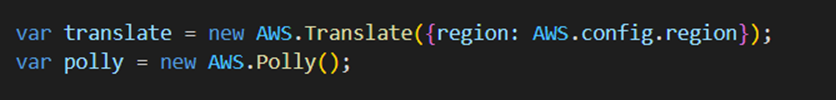 var translate = new AWS.Translate({region: AWS.config.region});
var polly = new AWS.Polly();